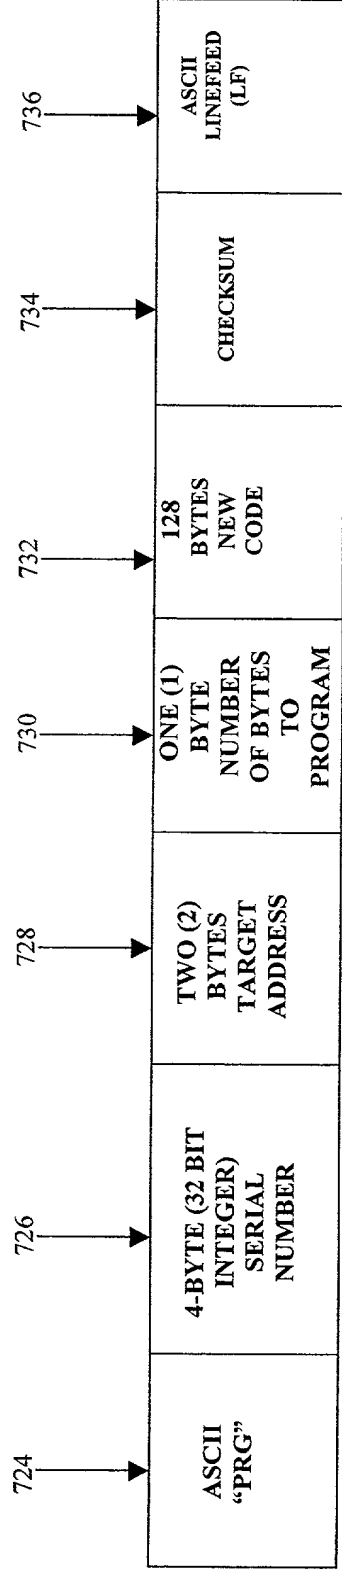 724
726
728
730
732
734
736
ASCII
“PRG”
4-BYTE (32 BIT
INTEGER)
SERIAL
NUMBER
TWO (2)
BYTES
TARGET
ADDRESS
ONE (1)
BYTE
NUMBER
OF BYTES
TO
PROGRAM
128
BYTES
NEW
CODE
CHECKSUM
ASCII
LINEFEED
(LF)